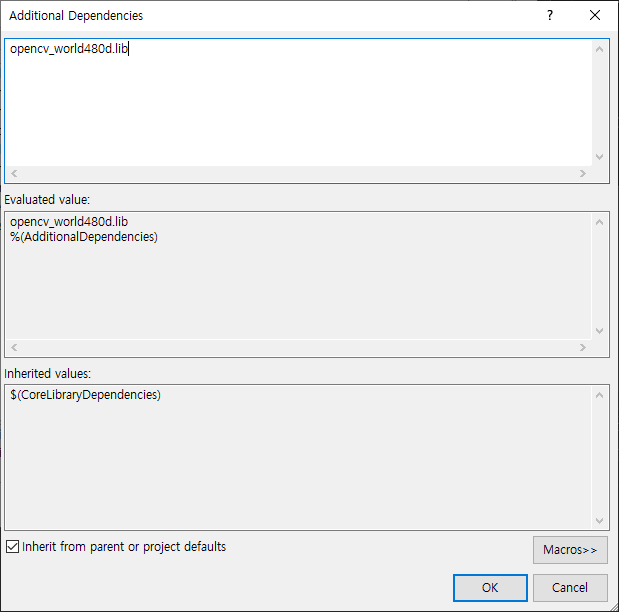 Additional Dependencies
opencv_world480d.lib
Evaluated value:
opencv_world480d.lib
%(AdditionalDependencies)
Inherited values:
$(CoreLibraryDependencies)
Inherit from parent or project defaults
Macros>>
OK
Cancel